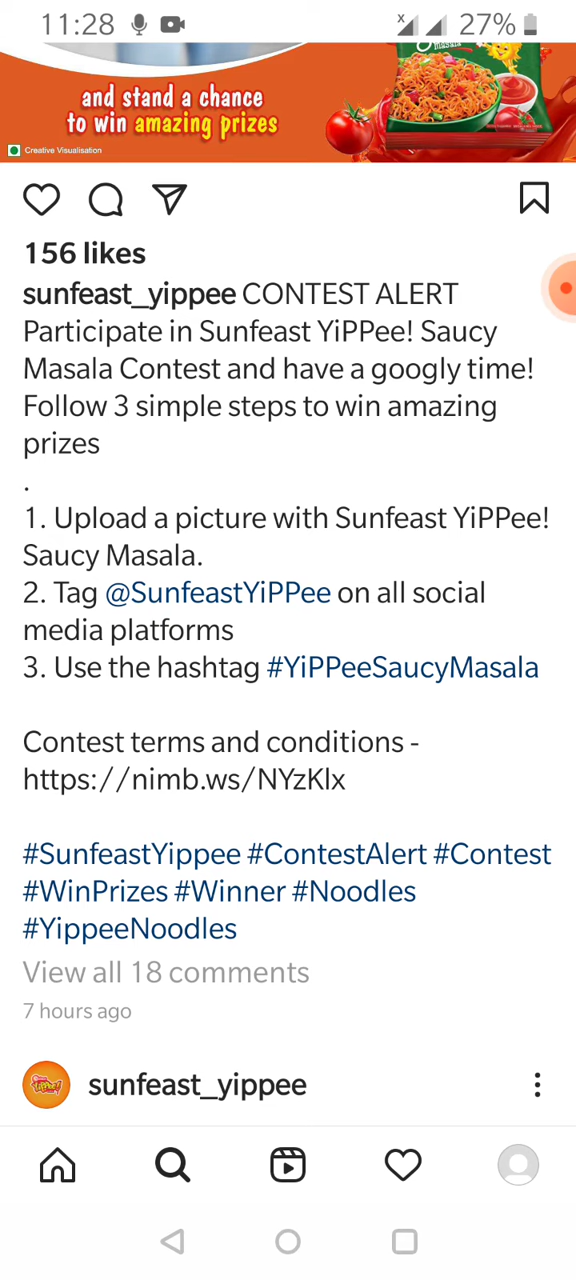 11:28
27%
Masala
and stand a chance
to win amazing prizes
Creative Visualisation
156 likes
sunfeast_yippee CONTEST ALERT
Participate in Sunfeast YiPPee! Saucy
Masala Contest and have a googly time!
Follow 3 simple steps to win amazing
prizes
.
1. Upload a picture with Sunfeast YiPPee!
Saucy Masala.
2. Tag @SunfeastYiPPee on all social
media platforms
3. Use the hashtag #YiPPeeSaucyMasala
Contest terms and conditions -
https://nimb.ws/NYzKlx
#SunfeastYippee #ContestAlert #Contest
#WinPrizes #Winner #Noodles
#YippeeNoodles
View all 18 comments
7 hours ago
sunfeast_yippee